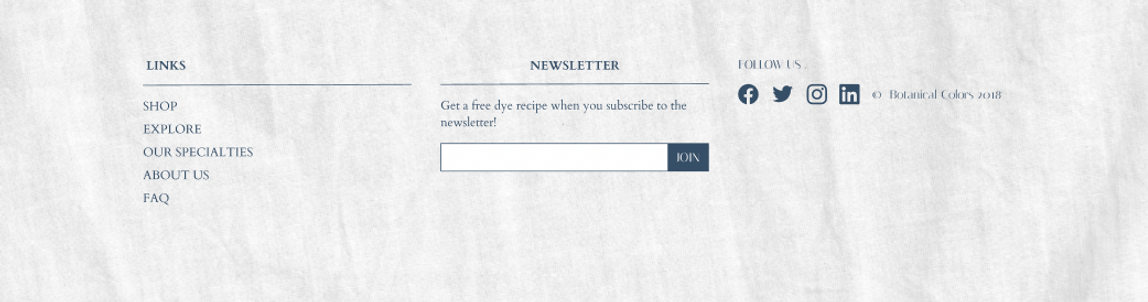 LINKS
SHOP
EXPLORE
OUR SPECIALTIES
ABOUT US
FAQ
NEWSLETTER
Get a free dye recipe when you subscribe to the
newsletter!
JOIN
FOLLOW US
© Botanical Colors 2018